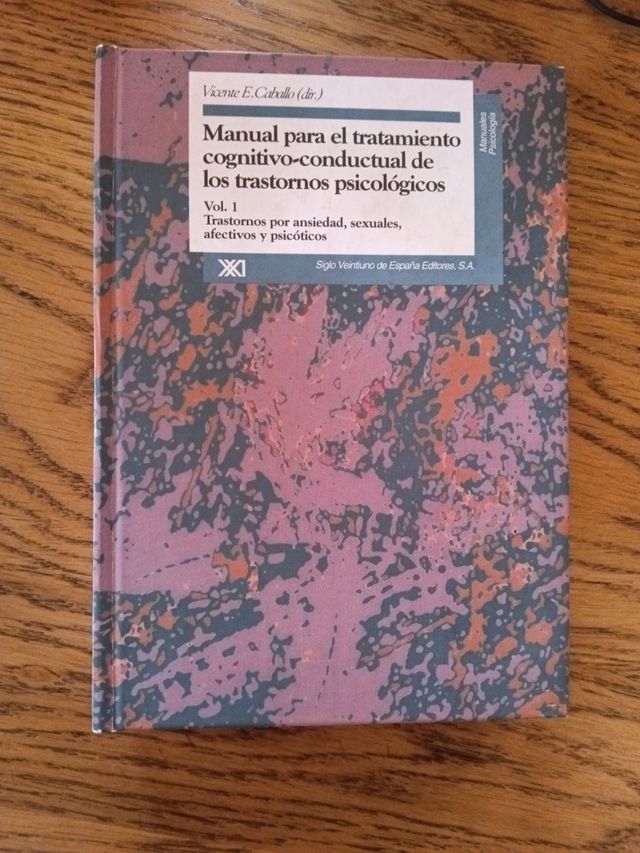 Vicente E. Caballo (dir.)
Manual para el tratamiento
cognitivo-conductual de
los trastornos psicológicos
Vol. 1
Trastornos por ansiedad, sexuales,
afectivos y psicóticos
Manuales
Psicología
XXI
Siglo Veintiuno de España Editores, S.A.